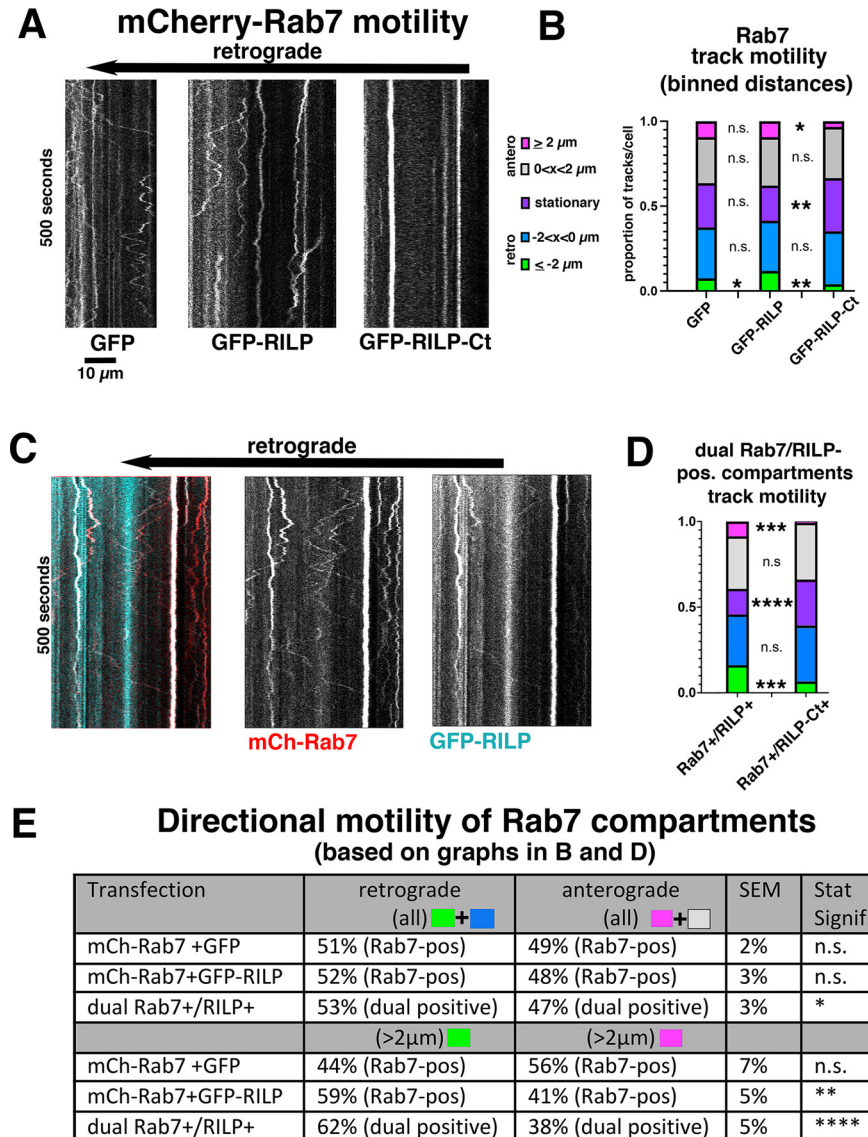 A
mCherry-Rab7 motility
retrograde
500 seconds
GFP
GFP-RILP
GFP-RILP-Ct
10 µm
B
Rab7
track motility
(binned distances)
antero
≥ 2 µm
0<x<2 µm
stationary
retro
-2<x<0 µm
≤ -2 µm
proportion of tracks/cell
1.0
0.5
0.0
n.s. *
n.s. n.s.
**
n.s. n.s.
* **
GFP
GFP-RILP
GFP-RILP-Ct
C
retrograde
500 seconds
mCh-Rab7
GFP-RILP
D
dual Rab7/RILP-
pos. compartments
track motility
1.0
0.5
0.0
***
n.s
****
n.s.
***
Rab7+/RILP+
Rab7+/RILP-Ct+
E
Directional motility of Rab7 compartments
(based on graphs in B and D)
Transfection retrograde anterograde SEM Stat
(all) + (all) + Signif
mCh-Rab7 +GFP 51% (Rab7-pos) 49% (Rab7-pos) 2% n.s.
mCh-Rab7+GFP-RILP 52% (Rab7-pos) 48% (Rab7-pos) 3% n.s.
dual Rab7+/RILP+ 53% (dual positive) 47% (dual positive) 3% *
(>2µm) (>2µm)
mCh-Rab7 +GFP 44% (Rab7-pos) 56% (Rab7-pos) 7% n.s.
mCh-Rab7+GFP-RILP 59% (Rab7-pos) 41% (Rab7-pos) 5% **
dual Rab7+/RILP+ 62% (dual positive) 38% (dual positive) 5% ****